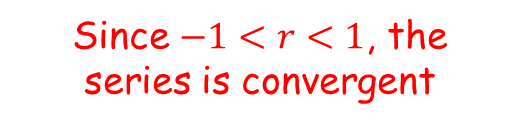 Since −1 < r < 1, the
series is convergent